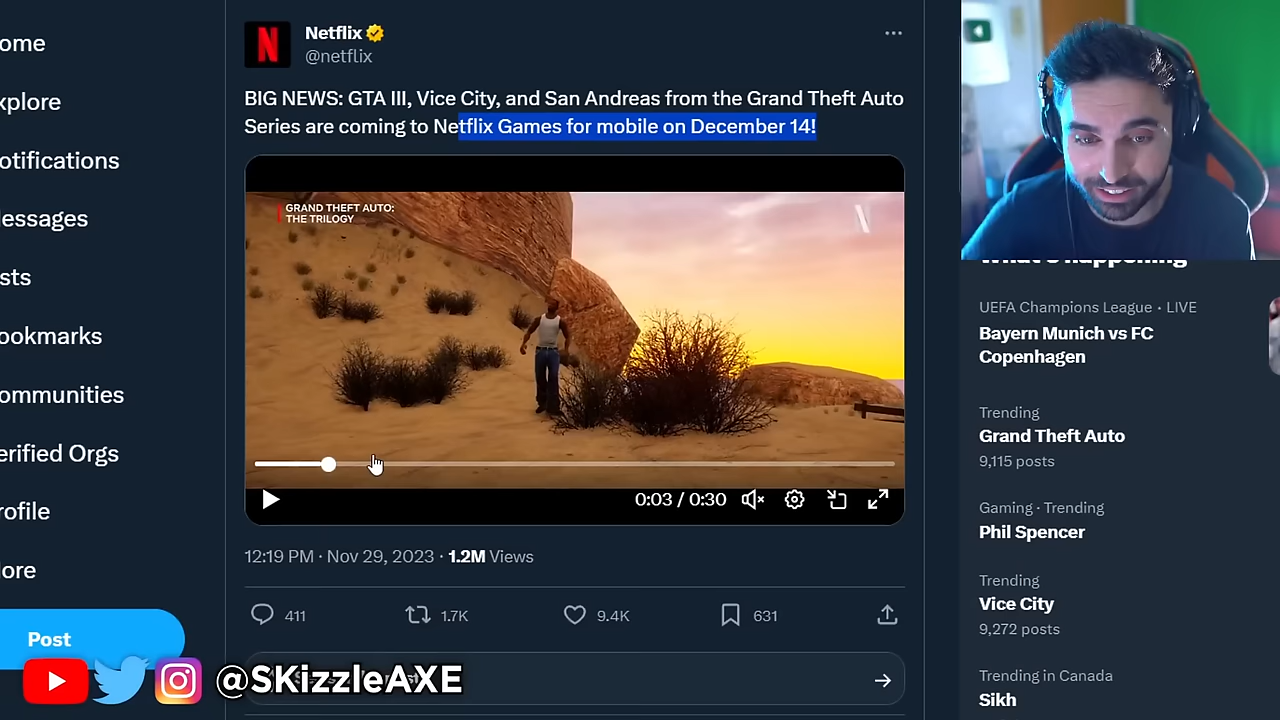 ome
xplore
otifications
lessages
sts
ookmarks
ommunities
erified Orgs
rofile
ore
Post
N
Netflix
@netflix
BIG NEWS: GTA III, Vice City, and San Andreas from the Grand Theft Auto
Series are coming to Netflix Games for mobile on December 14!
GRAND THEFT AUTO:
THE TRILOGY
0:03 / 0:30
12:19 PM · Nov 29, 2023 · 1.2M Views
411
1.7K
9.4K
631
@SKizzleAXE
What's happening
UEFA Champions League · LIVE
Bayern Munich vs FC
Copenhagen
Trending
Grand Theft Auto
9,115 posts
Gaming · Trending
Phil Spencer
Trending
Vice City
9,272 posts
Trending in Canada
Sikh